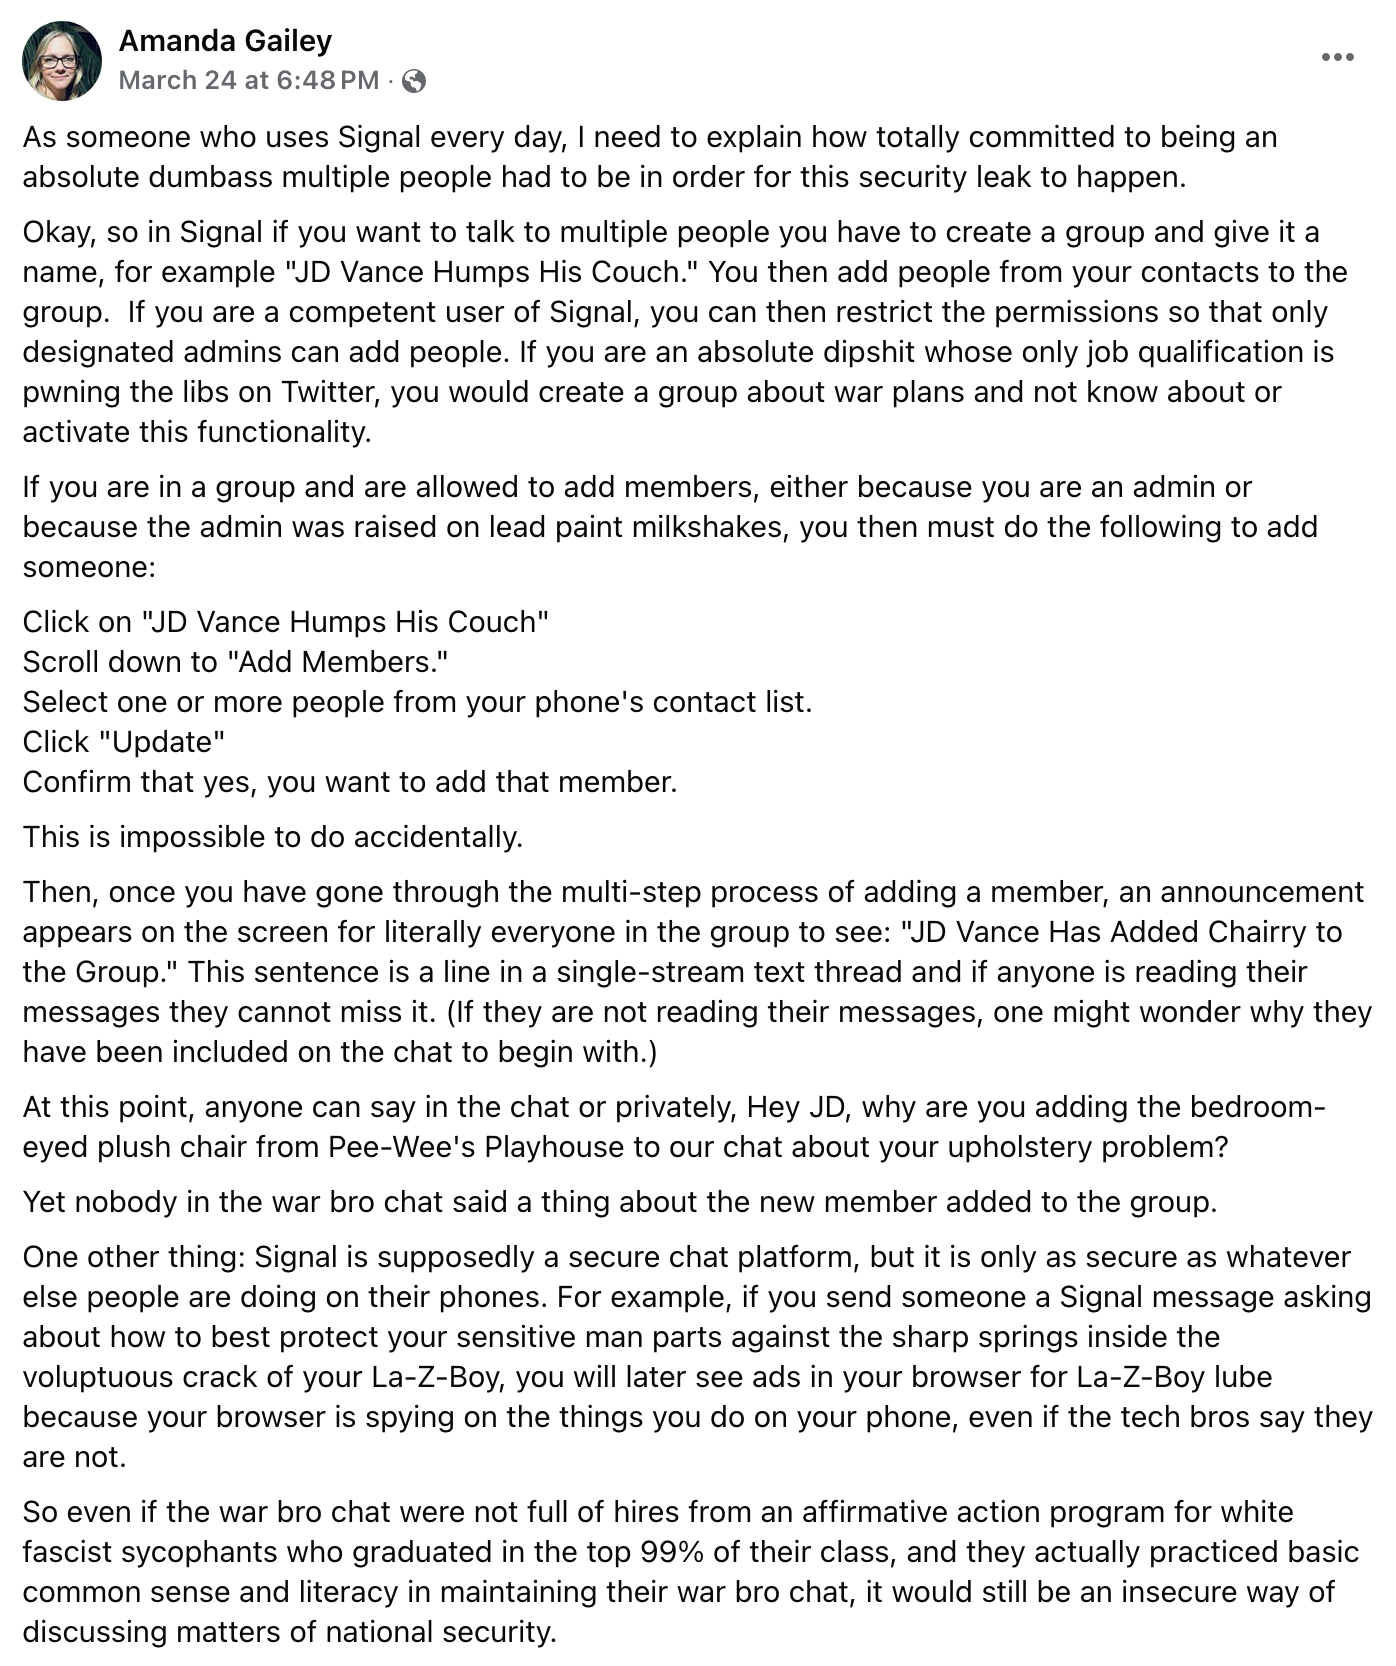 Amanda Gailey
March 24 at 6:48 PM ·
As someone who uses Signal every day, I need to explain how totally committed to being an
absolute dumbass multiple people had to be in order for this security leak to happen.
Okay, so in Signal if you want to talk to multiple people you have to create a group and give it a
name, for example "JD Vance Humps His Couch." You then add people from your contacts to the
group.  If you are a competent user of Signal, you can then restrict the permissions so that only
designated admins can add people. If you are an absolute dipshit whose only job qualification is
pwning the libs on Twitter, you would create a group about war plans and not know about or
activate this functionality.
If you are in a group and are allowed to add members, either because you are an admin or
because the admin was raised on lead paint milkshakes, you then must do the following to add
someone:
Click on "JD Vance Humps His Couch"
Scroll down to "Add Members."
Select one or more people from your phone's contact list.
Click "Update"
Confirm that yes, you want to add that member.
This is impossible to do accidentally.
Then, once you have gone through the multi-step process of adding a member, an announcement
appears on the screen for literally everyone in the group to see: "JD Vance Has Added Chairry to
the Group." This sentence is a line in a single-stream text thread and if anyone is reading their
messages they cannot miss it. (If they are not reading their messages, one might wonder why they
have been included on the chat to begin with.)
At this point, anyone can say in the chat or privately, Hey JD, why are you adding the bedroom-
eyed plush chair from Pee-Wee's Playhouse to our chat about your upholstery problem?
Yet nobody in the war bro chat said a thing about the new member added to the group.
One other thing: Signal is supposedly a secure chat platform, but it is only as secure as whatever
else people are doing on their phones. For example, if you send someone a Signal message asking
about how to best protect your sensitive man parts against the sharp springs inside the
voluptuous crack of your La-Z-Boy, you will later see ads in your browser for La-Z-Boy lube
because your browser is spying on the things you do on your phone, even if the tech bros say they
are not.
So even if the war bro chat were not full of hires from an affirmative action program for white
fascist sycophants who graduated in the top 99% of their class, and they actually practiced basic
common sense and literacy in maintaining their war bro chat, it would still be an insecure way of
discussing matters of national security.